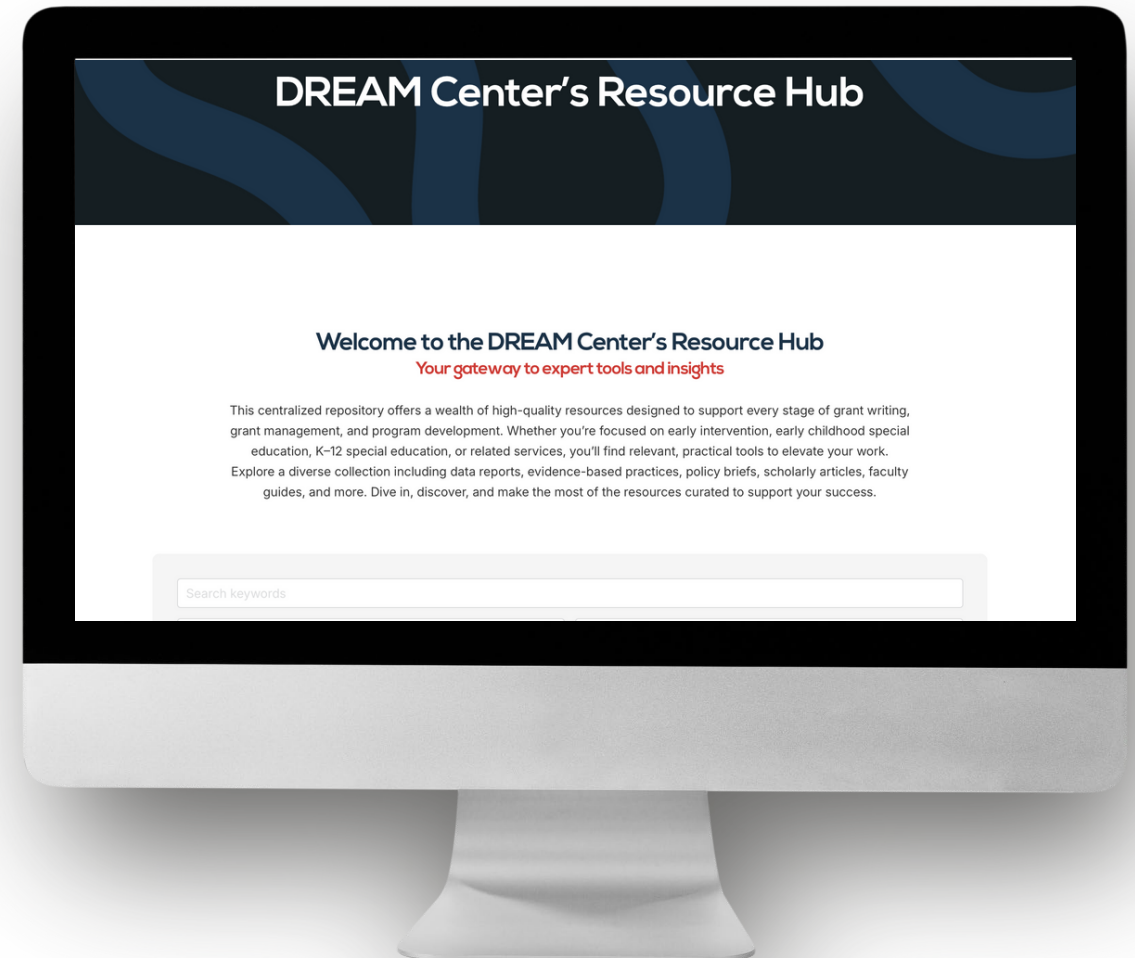 DREAM Center's Resource Hub
Welcome to the DREAM Center's Resource Hub
Your gateway to expert tools and insights
This centralized repository offers a wealth of high-quality resources designed to support every stage of grant writing,
grant management, and program development. Whether you're focused on early intervention, early childhood special
education, K–12 special education, or related services, you'll find relevant, practical tools to elevate your work.
Explore a diverse collection including data reports, evidence-based practices, policy briefs, scholarly articles, faculty
guides, and more. Dive in, discover, and make the most of the resources curated to support your success.
Search keywords